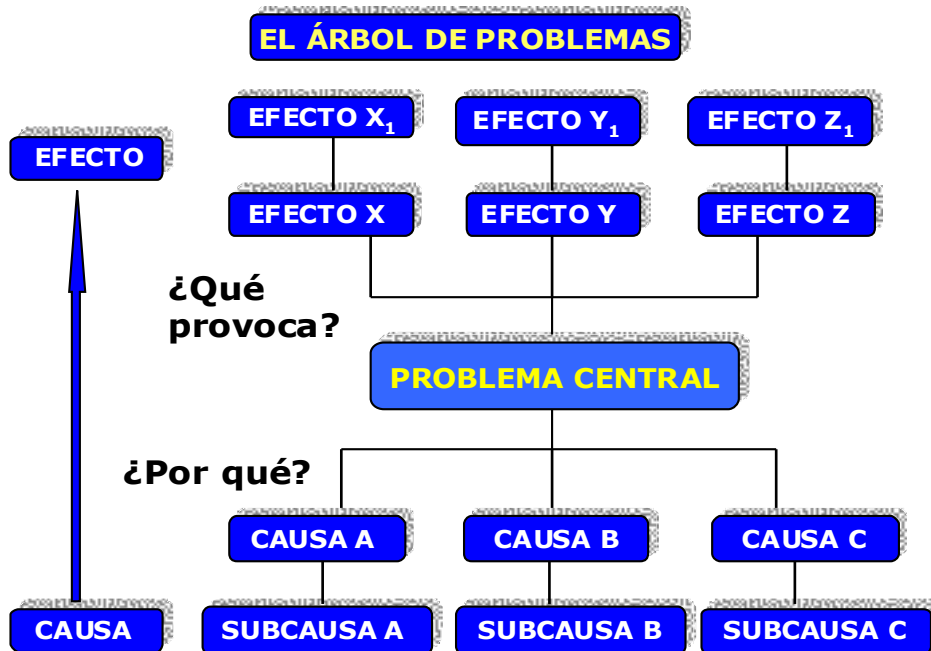 EL ÁRBOL DE PROBLEMAS
EFECTO X₁
EFECTO Y₁
EFECTO Z₁
EFECTO
EFECTO X
EFECTO Y
EFECTO Z
¿Qué
provoca?
PROBLEMA CENTRAL
¿Por qué?
CAUSA A
CAUSA B
CAUSA C
CAUSA
SUBCAUSA A
SUBCAUSA B
SUBCAUSA C